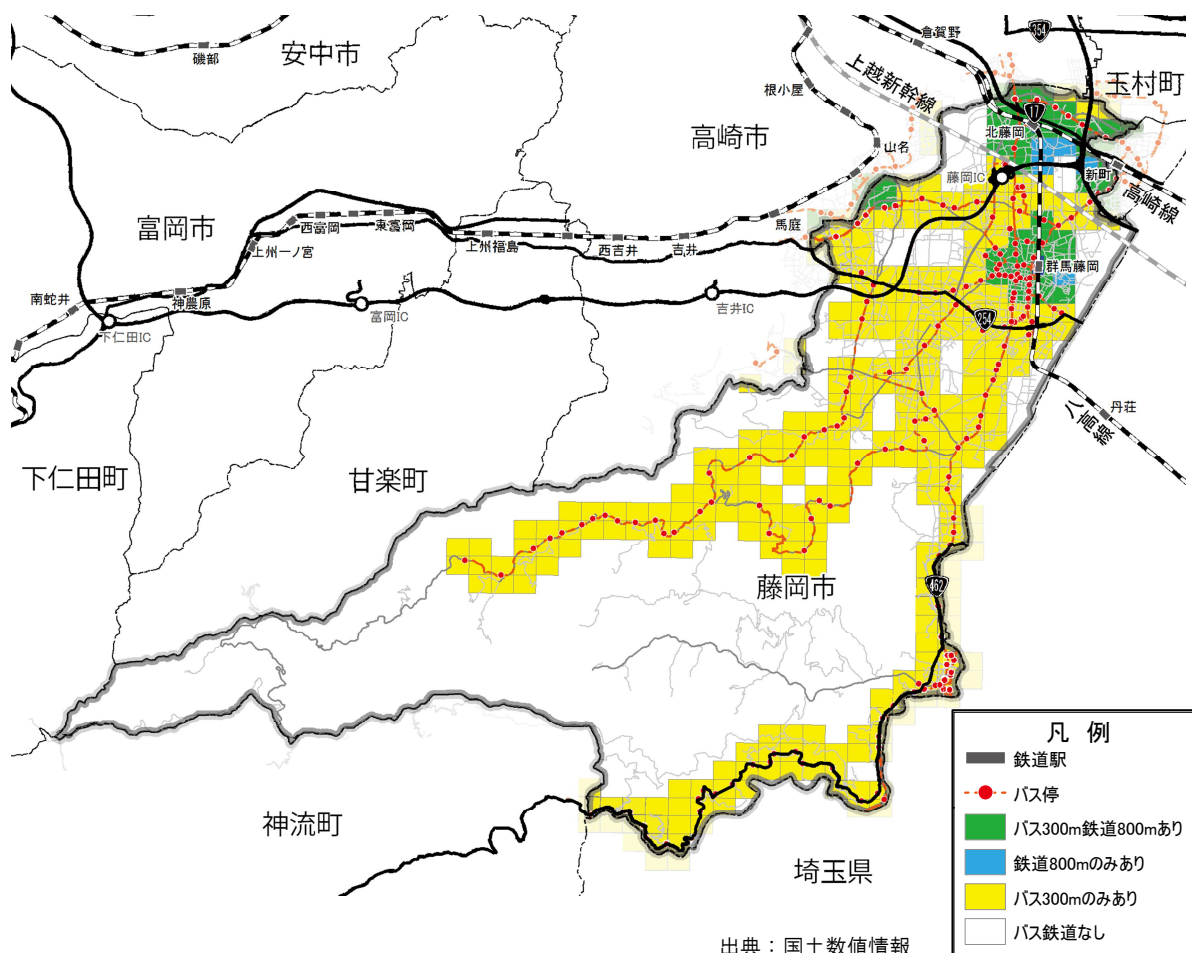 倉賀野
354
磯部
安中市
玉村町
上越新幹線
根小屋
17
高崎市
北藤岡
山名
藤岡IC
新町
高崎線
富岡市
西富岡
東富岡
馬庭
上州一ノ宮
上州福島
西吉井
吉井
群馬藤岡
南蛇井
神農原
富岡IC
吉井IC
下仁田IC
254
八高線
丹荘
下仁田町
甘楽町
藤岡市
462
神流町
埼玉県
凡 例
鉄道駅
バス停
バス300m鉄道800mあり
鉄道800mのみあり
バス300mのみあり
バス鉄道なし
出典：国土数値情報